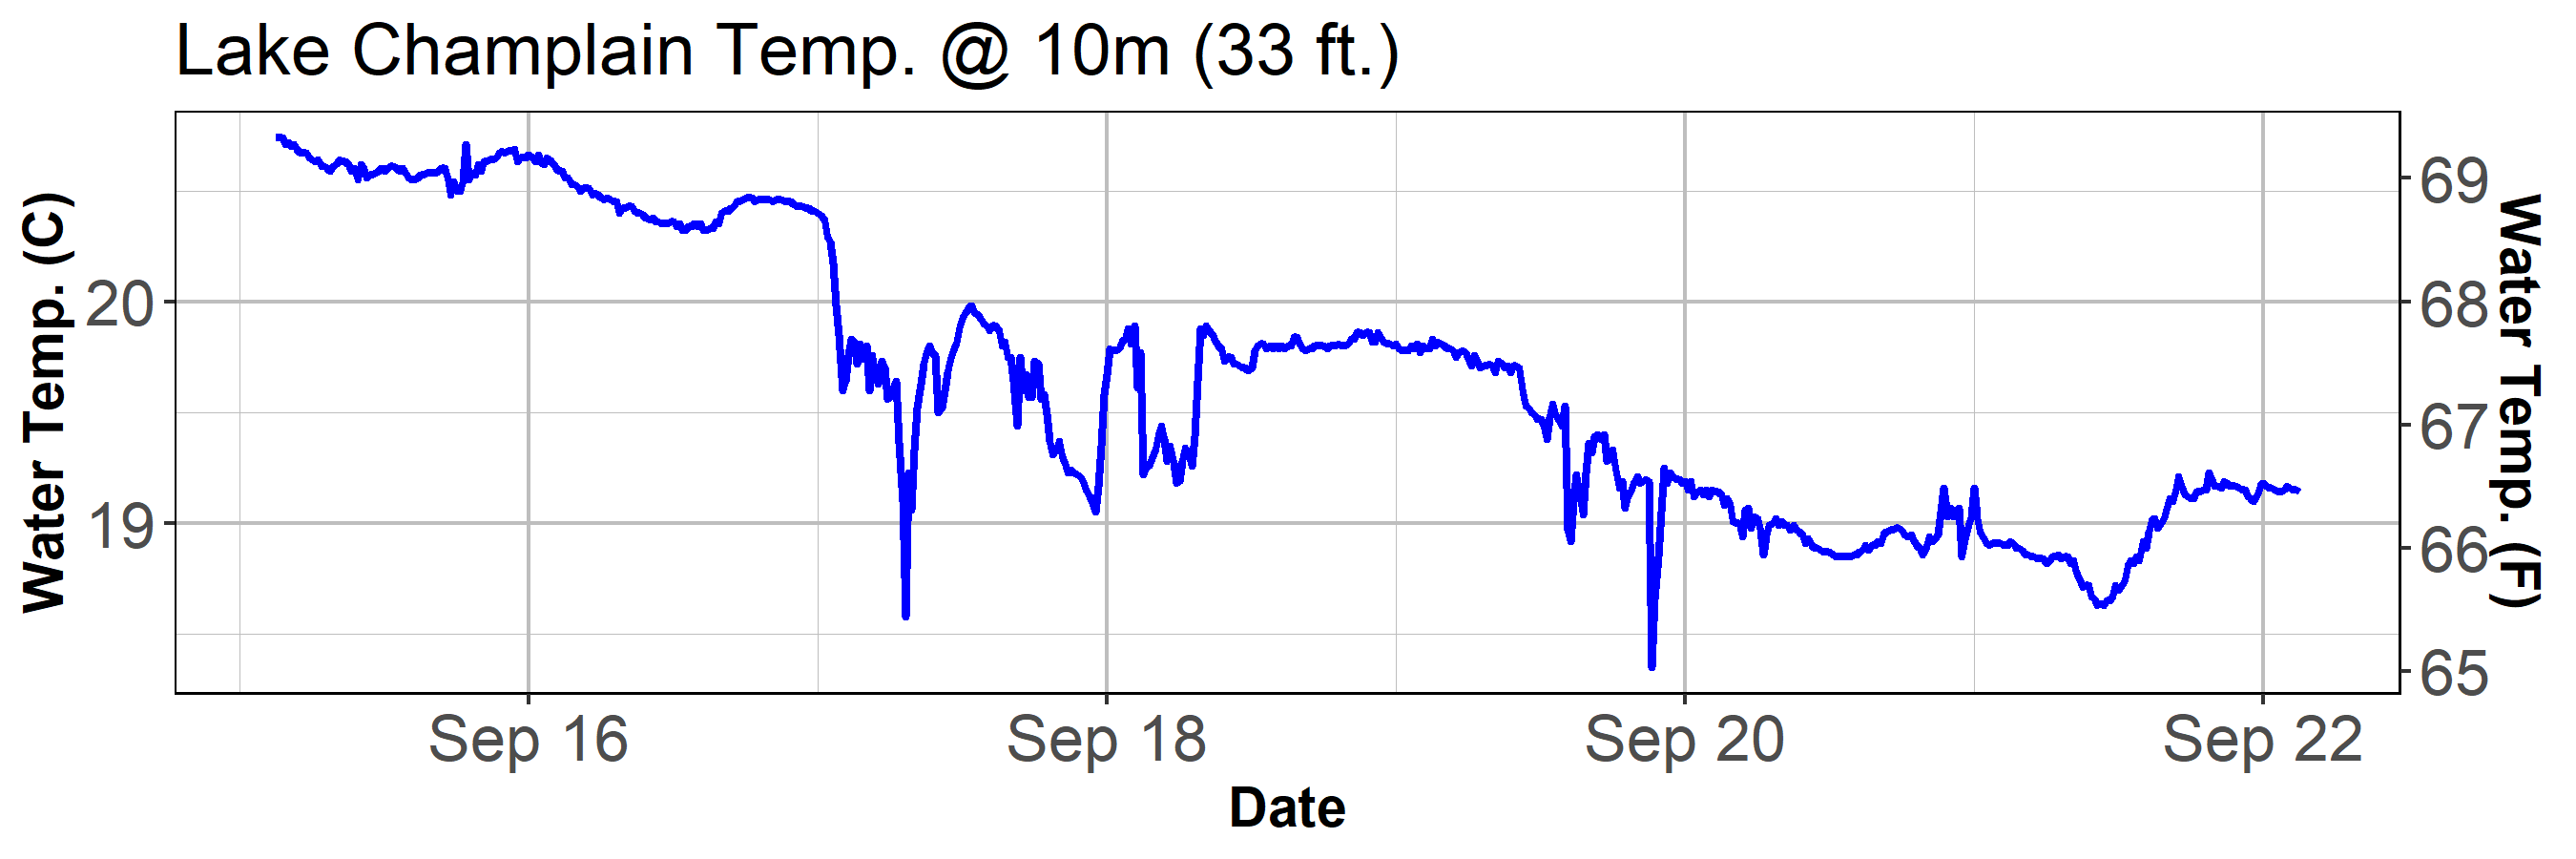 Lake Champlain Temp. @ 10m (33 ft.)
Water Temp. (C)
20
19
69
68
67
66
65
Water Temp. (F)
Sep 16 Sep 18 Sep 20 Sep 22
Date